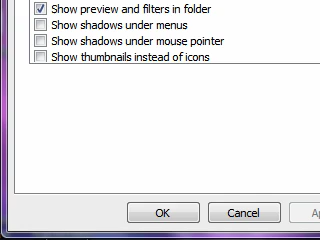 Show preview and filters in folder
Show shadows under menus
Show shadows under mouse pointer
Show thumbnails instead of icons
OK
Cancel